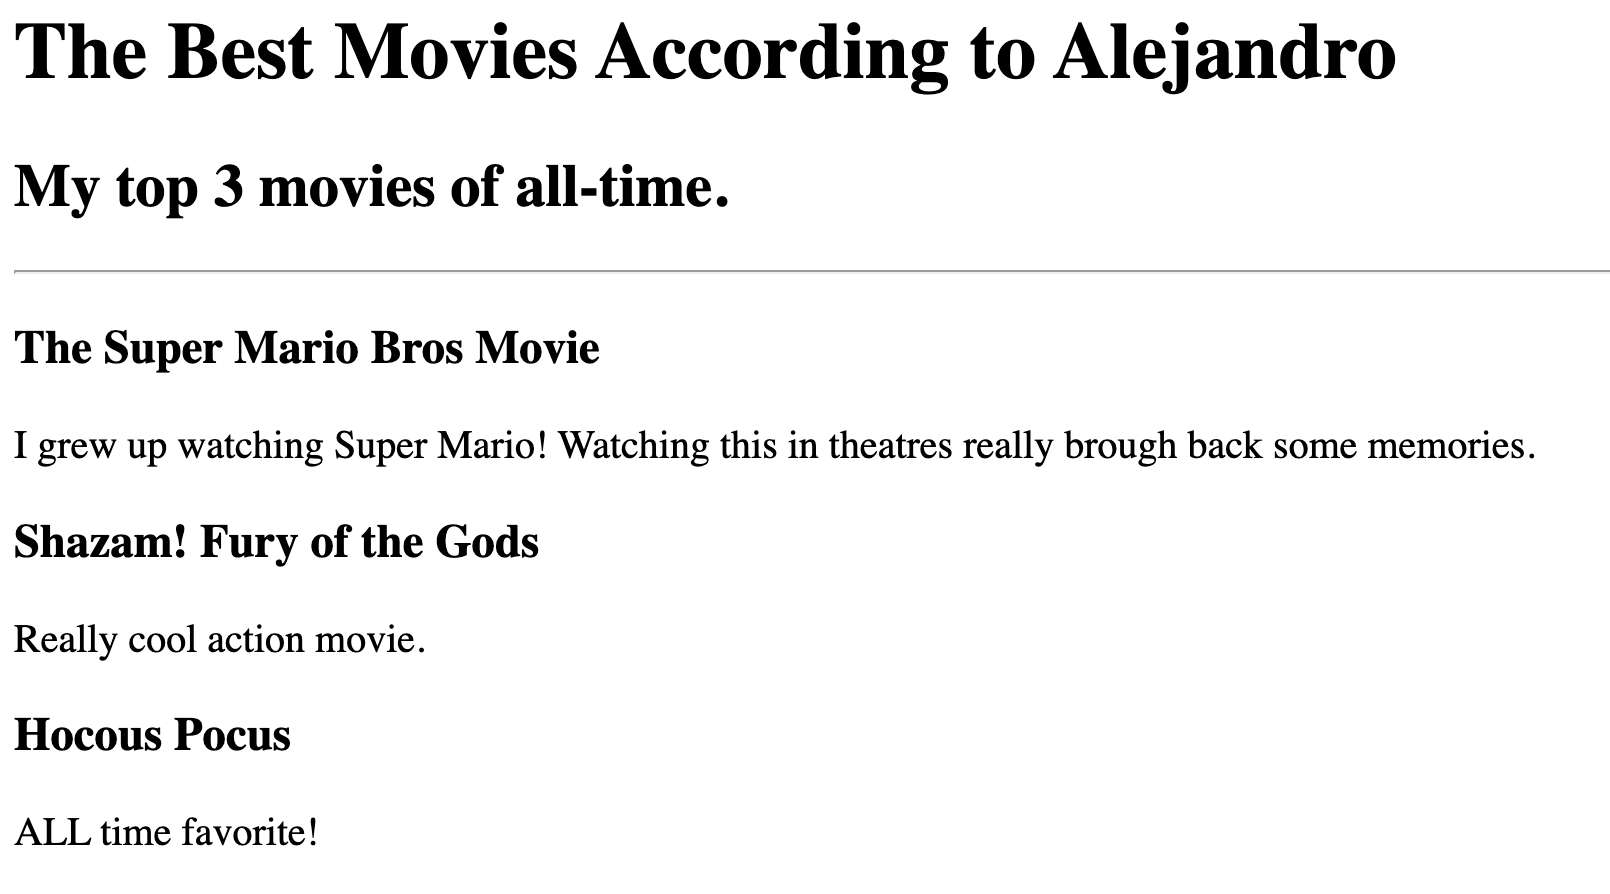 The Best Movies According to Alejandro
My top 3 movies of all-time.
The Super Mario Bros Movie
I grew up watching Super Mario! Watching this in theatres really brough back some memories.
Shazam! Fury of the Gods
Really cool action movie.
Hocous Pocus
ALL time favorite!